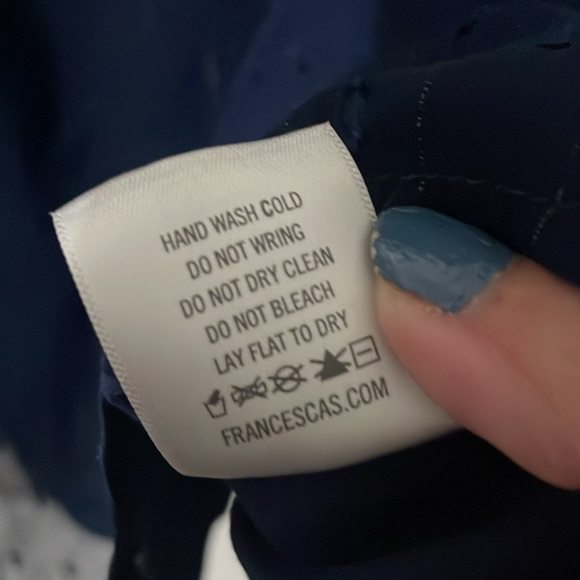 HAND WASH COLD
DO NOT WRING
DO NOT DRY CLEAN
DO NOT BLEACH
LAY FLAT TO DRY
FRANCESCAS.COM